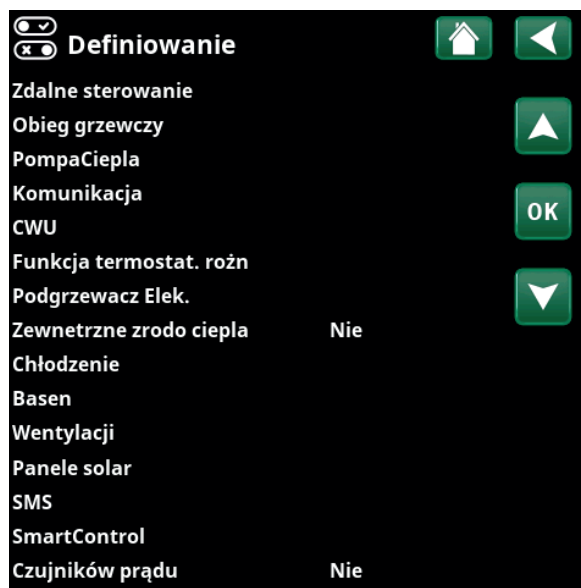 Definiowanie
Zdalne sterowanie
Obieg grzewczy
PompaCiepla
Komunikacja
CWU
OK
Funkcja termostat. rożn
Podgrzewacz Elek.
Zewnetrzne zrodo ciepla Nie
Chłodzenie
Basen
Wentylacji
Panele solar
SMS
SmartControl
Czujników prądu Nie